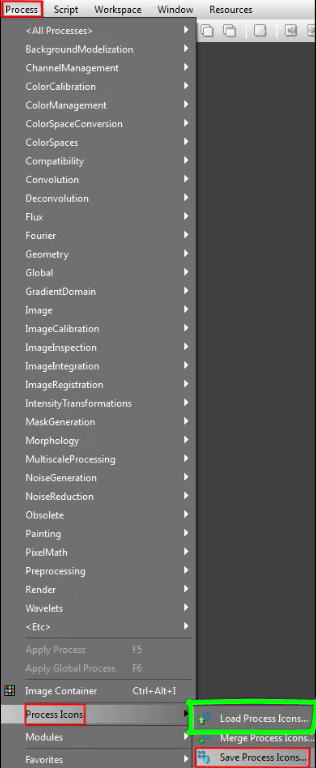 Process Script Workspace Window Resources
<All Processes>
BackgroundModelization
ChannelManagement
ColorCalibration
ColorManagement
ColorSpaceConversion
ColorSpaces
Compatibility
Convolution
Deconvolution
Flux
Fourier
Geometry
Global
GradientDomain
Image
ImageCalibration
ImageInspection
ImageIntegration
ImageRegistration
IntensityTransformations
MaskGeneration
Morphology
MultiscaleProcessing
NoiseGeneration
NoiseReduction
Obsolete
Painting
PixelMath
Preprocessing
Render
Wavelets
<Etc>
Apply Process F5
Apply Global Process F6
Image Container Ctrl+Alt+I
Process Icons
Load Process Icons...
Modules
Merge Process Icons...
Favorites
Save Process Icons...